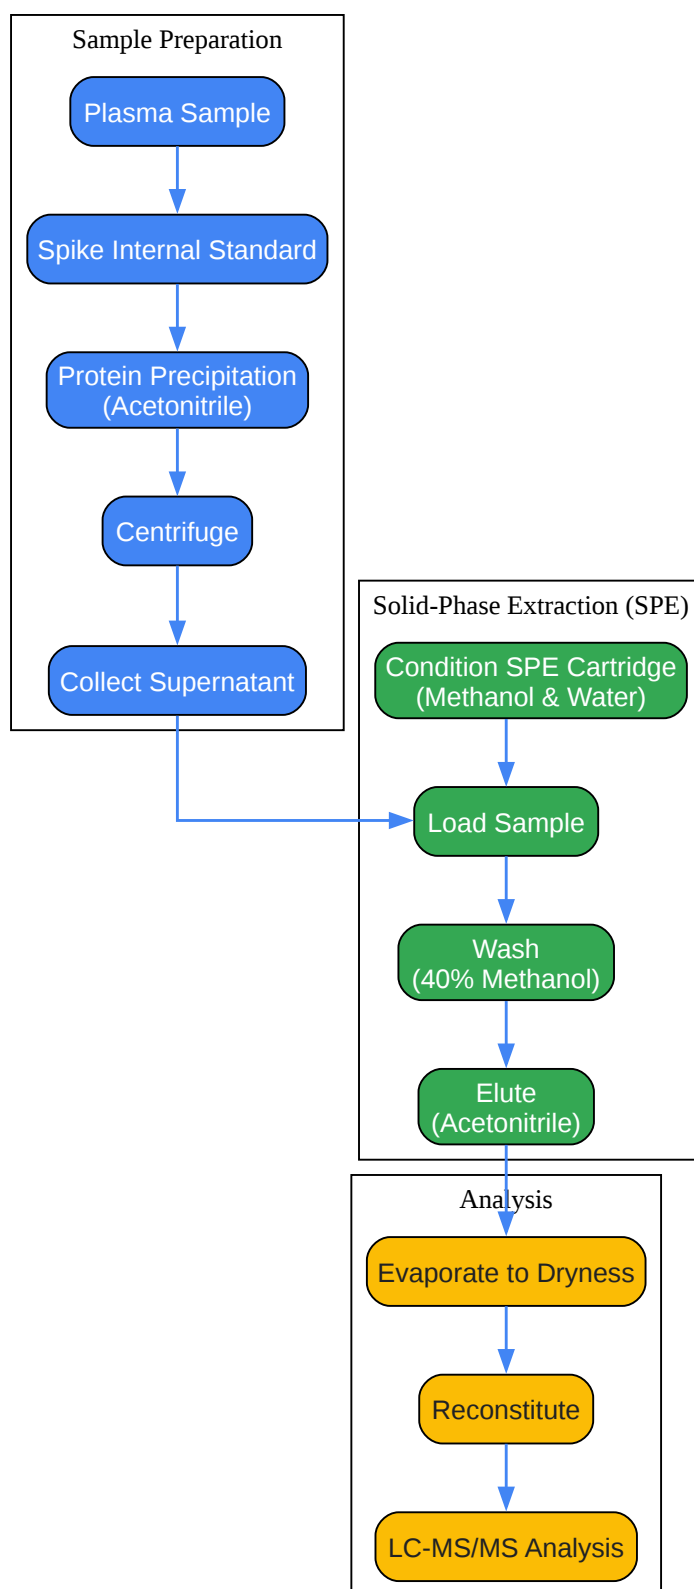 Sample Preparation
Plasma Sample
Spike Internal Standard
Protein Precipitation
(Acetonitrile)
Centrifuge
Collect Supernatant
Solid-Phase Extraction (SPE)
Condition SPE Cartridge
(Methanol & Water)
Load Sample
Wash
(40% Methanol)
Elute
(Acetonitrile)
Analysis
Evaporate to Dryness
Reconstitute
LC-MS/MS Analysis